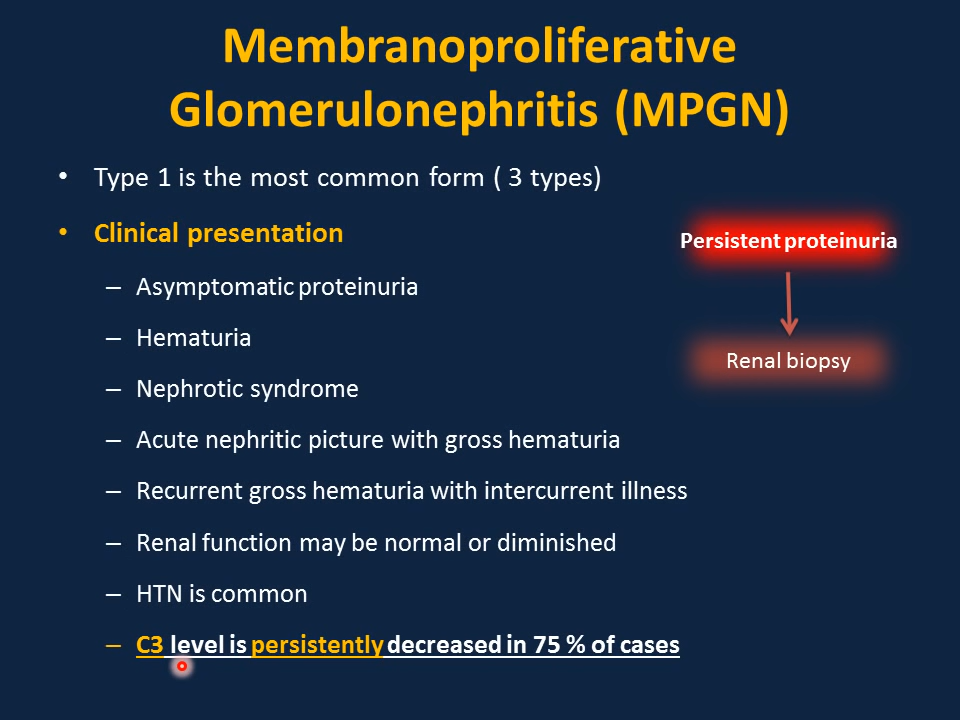 Membranoproliferative
Glomerulonephritis (MPGN)
• Type 1 is the most common form ( 3 types)
• Clinical presentation
– Asymptomatic proteinuria
– Hematuria
– Nephrotic syndrome
– Acute nephritic picture with gross hematuria
– Recurrent gross hematuria with intercurrent illness
– Renal function may be normal or diminished
– HTN is common
– C3 level is persistently decreased in 75 % of cases
Persistent proteinuria
Renal biopsy